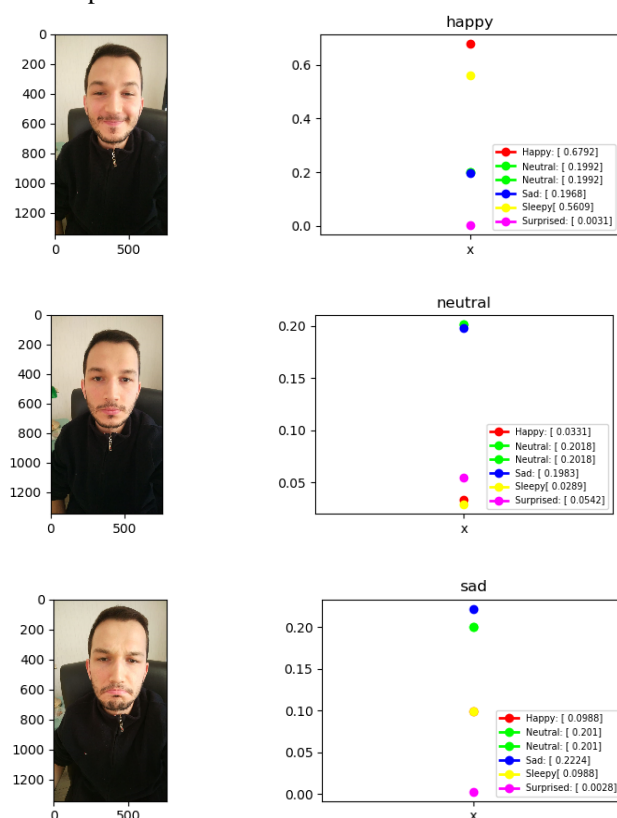 happy
0
200
400
600
800
1000
1200
0
500
0.6
0.4
0.2
0.0
Happy: [ 0.6792]
Neutral: [ 0.1992]
Neutral: [ 0.1992]
Sad: [ 0.1968]
Sleepy[ 0.5609]
Surprised: [ 0.0031]
x
neutral
0
200
400
600
800
1000
1200
0
500
0.20
0.15
0.10
0.05
Happy: [ 0.0331]
Neutral: [ 0.2018]
Neutral: [ 0.2018]
Sad: [ 0.1983]
Sleepy[ 0.0289]
Surprised: [ 0.0542]
x
sad
0
200
400
600
800
1000
1200
0
500
0.20
0.15
0.10
0.05
0.00
Happy: [ 0.0988]
Neutral: [ 0.201]
Neutral: [ 0.201]
Sad: [ 0.2224]
Sleepy[ 0.0988]
Surprised: [ 0.0028]
x